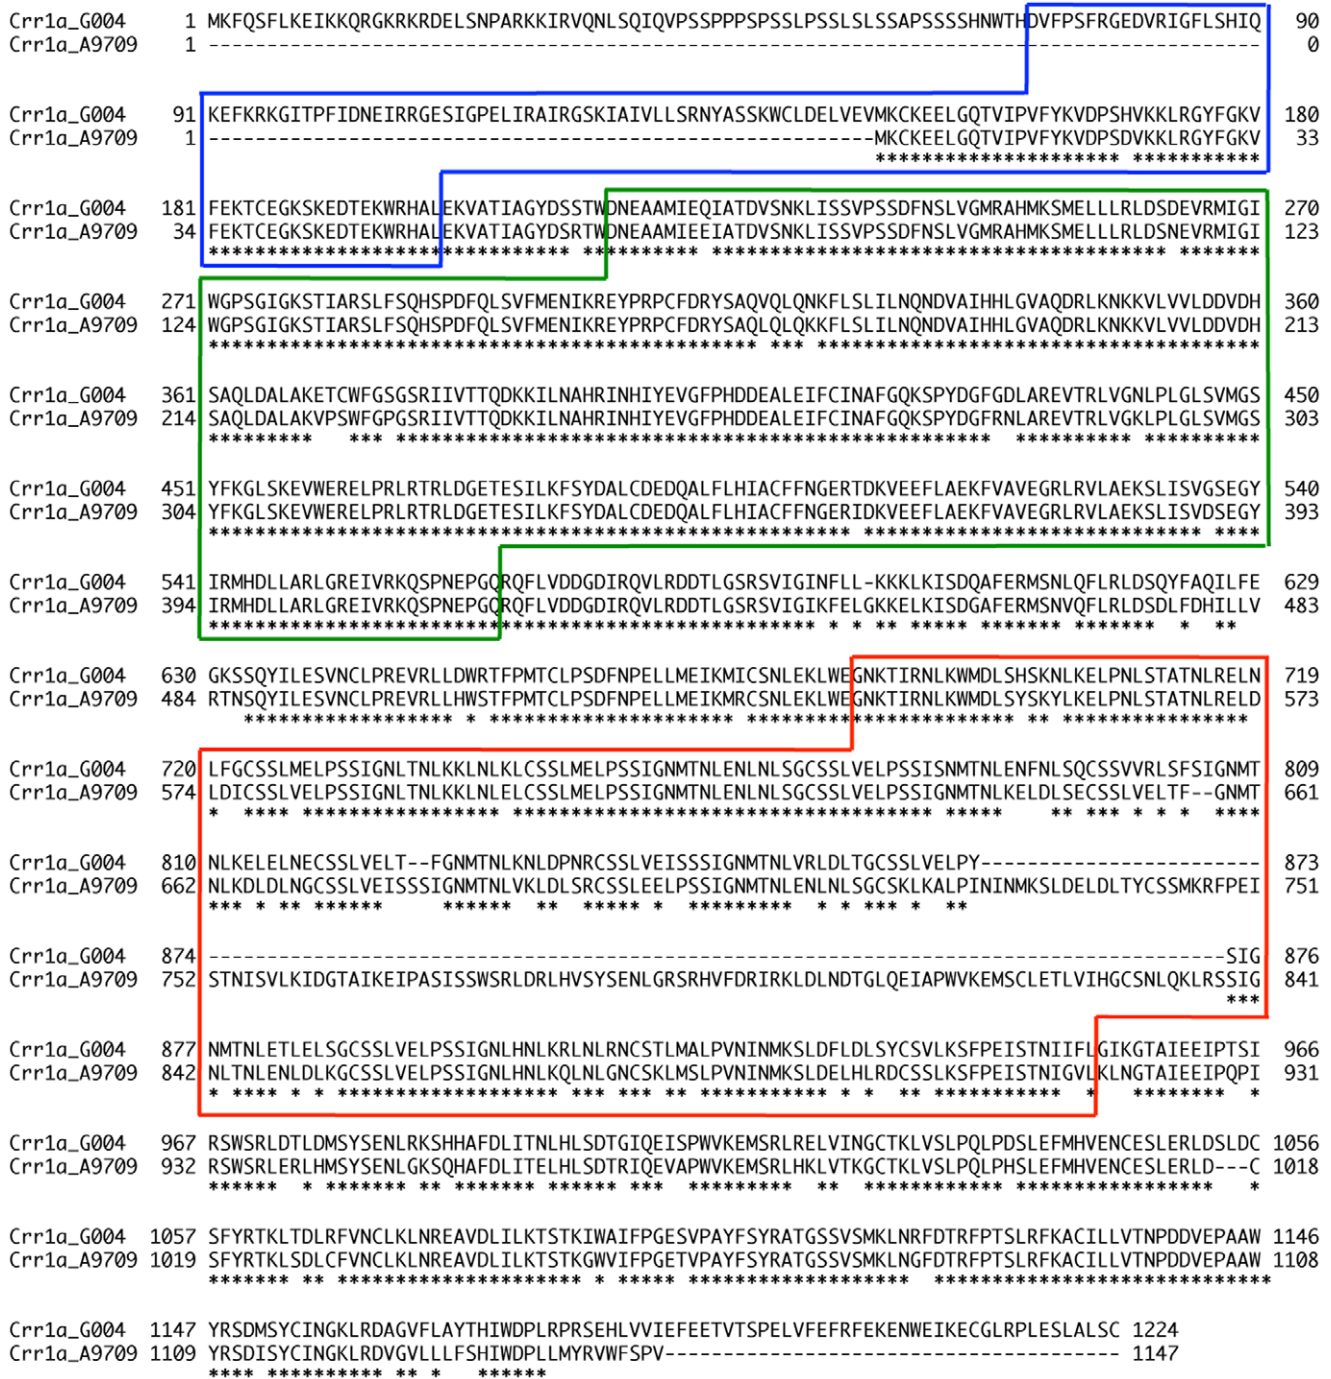 Crr1a_G004 1 MKFQSFLKEIKKQRGKRKRDELSNPARKKIRVQNLSQIQVPSSPPPSPSSLPSSLSLSSAPSSSSHNWTHDVFPSFRGEDVRIGFLSHIQ 90
Crr1a_A9709 1 ------------------------------------------------------------------------------------------ 0
Crr1a_G004 91 KEFKRKGITPFIDNEIRRGESIGPELIRAIRGSKIAIVLLSRNYASSKWCLDELVEVMKCKEELGQTVIPVFYKVDPSHVKKLRGYFGKV 180
Crr1a_A9709 1 ---------------------------------------------------------MKCKEELGQTVIPVFYKVDPSDVKKLRGYFGKV 33
********************* ***********
Crr1a_G004 181 FEKTCEGKSKEDTEKWRHALEKVATIAGYDSSTWDNEAAMIEQIATDVSNKLISSVPSSDFNSLVGMRAHMKSMELLLRLDSDEVRMIGI 270
Crr1a_A9709 34 FEKTCEGKSKEDTEKWRHALEKVATIAGYDSRTWDNEAAMIEEIATDVSNKLISSVPSSDFNSLVGMRAHMKSMELLLRLDSNEVRMIGI 123
******************************* ********** *************************************** *******
Crr1a_G004 271 WGPSGIGKSTIARSLFSQHSPDFQLSVFMENIKREYPRPCFDRYSAQVQLQNKFLSLILNQNDVAIHHLGVAQDRLKNKKVLVVLDDVDH 360
Crr1a_A9709 124 WGPSGIGKSTIARSLFSQHSPDFQLSVFMENIKREYPRPCFDRYSAQLQLQKKFLSLILNQNDVAIHHLGVAQDRLKNKKVLVVLDDVDH 213
*********************************************** *** **************************************
Crr1a_G004 361 SAQLDALAKETCWFGSGSRIIVTTQDKKILNAHRINHIYEVGFPHDDEALEIFCINAFGQKSPYDGFGDLAREVTRLVGNLPLGLSVMGS 450
Crr1a_A9709 214 SAQLDALAKVPSWFGPGSRIIVTTQDKKILNAHRINHIYEVGFPHDDEALEIFCINAFGQKSPYDGFRNLAREVTRLVGKLPLGLSVMGS 303
*********   *** ***************************************************  ********** **********
Crr1a_G004 451 YFKGLSKEVWERELPRLRTRLDGETESILKFSYDALCDEDQALFLHIACFFNGERTDKVEEFLAEKFVAVEGRLRVLAEKSLISVGSEGY 540
Crr1a_A9709 304 YFKGLSKEVWERELPRLRTRLDGETESILKFSYDALCDEDQALFLHIACFFNGERIDKVEEFLAEKFVAVEGRLRVLAEKSLISVDSEGY 393
******************************************************* ***************************** ****
Crr1a_G004 541 IRMHDLLARLGREIVRKQSPNEPGQRQFLVDDGDIRQVLRDDTLGSRSVIGINFLL-KKKLKISDQAFERMSNLQFLRLDSQYFAQILFE 629
Crr1a_A9709 394 IRMHDLLARLGREIVRKQSPNEPGQRQFLVDDGDIRQVLRDDTLGSRSVIGIKFELGKKELKISDGAFERMSNVQFLRLDSDLFDHILLV 483
**************************************************** * * ** ***** ******* *******  *  **
Crr1a_G004 630 GKSSQYILESVNCLPREVRLLDWRTFPMTCLPSDFNPELLMEIKMICSNLEKLWEGNKTIRNLKWMDLSHSKNLKELPNLSTATNLRELN 719
Crr1a_A9709 484 RTNSQYILESVNCLPREVRLLHWSTFPMTCLPSDFNPELLMEIKMRCSNLEKLWEGNKTIRNLKWMDLSYSKYLKELPNLSTATNLRELD 573
****************** * ********************* *********************** ** ****************
Crr1a_G004 720 LFGCSSLMELPSSIGNLTNLKKLNLKLCSSLMELPSSIGNMTNLENLNLSGCSSLVELPSSISNMTNLENFNLSQCSSVVRLSFSIGNMT 809
Crr1a_A9709 574 LDICSSLVELPSSIGNLTNLKKLNLELCSSLMELPSSIGNMTNLENLNLSGCSSLVELPSSIGNMTNLKELDLSECSSLVELTF--GNMT 661
*  **** ***************** ************************************ *****   ** *** * * *  ****
Crr1a_G004 810 NLKELELNECSSLVELT--FGNMTNLKNLDPNRCSSLVEISSSIGNMTNLVRLDLTGCSSLVELPY------------------------ 873
Crr1a_A9709 662 NLKDLDLNGCSSLVEISSSIGNMTNLVKLDLSRCSSLEELPSSIGNMTNLENLNLSGCSKLKALPININMKSLDELDLTYCSSMKRFPEI 751
*** * ** ******     ******  **  ***** *  *********  * * *** *  **
Crr1a_G004 874 ---------------------------------------------------------------------------------------SIG 876
Crr1a_A9709 752 STNISVLKIDGTAIKEIPASISSWSRLDRLHVSYSENLGRSRHVFDRIRKLDLNDTGLQEIAPWVKEMSCLETLVIHGCSNLQKLRSSIG 841
***
Crr1a_G004 877 NMTNLETLELSGCSSLVELPSSIGNLHNLKRLNLRNCSTLMALPVNINMKSLDFLDLSYCSVLKSFPEISTNIIFLGIKGTAIEEIPTSI 966
Crr1a_A9709 842 NLTNLENLDLKGCSSLVELPSSIGNLHNLKQLNLGNCSKLMSLPVNINMKSLDELHLRDCSSLKSFPEISTNIGVLKLNGTAIEEIPQPI 931
* **** * * ******************* *** *** ** *********** * *  ** ***********  *  *********  *
Crr1a_G004 967 RSWSRLDTLDMSYSENLRKSHHAFDLITNLHLSDTGIQEISPWVKEMSRLRELVINGCTKLVSLPQLPDSLEFMHVENCESLERLDSLDC 1056
Crr1a_A9709 932 RSWSRLERLHMSYSENLGKSQHAFDLITELHLSDTRIQEVAPWVKEMSRLHKLVTKGCTKLVSLPQLPHSLEFMHVENCESLERLD---C 1018
******  * ******* ** ******* ****** ***  *********  **  ************ *****************   *
Crr1a_G004 1057 SFYRTKLTDLRFVNCLKLNREAVDLILKTSTKIWAIFPGESVPAYFSYRATGSSVSMKLNRFDTRFPTSLRFKACILLVTNPDDVEPAAW 1146
Crr1a_A9709 1019 SFYRTKLSDLCFVNCLKLNREAVDLILKTSTKGWVIFPGETVPAYFSYRATGSSVSMKLNGFDTRFPTSLRFKACILLVTNPDDVEPAAW 1108
******* ** ********************* * ***** ******************* *****************************
Crr1a_G004 1147 YRSDMSYCINGKLRDAGVFLAYTHIWDPLRPRSEHLVVIEFEETVTSPELVFEFRFEKENWEIKECGLRPLESLALSC 1224
Crr1a_A9709 1109 YRSDISYCINGKLRDVGVLLLFSHIWDPLLMYRVWFSPV--------------------------------------- 1147
**** ********** ** *   ******